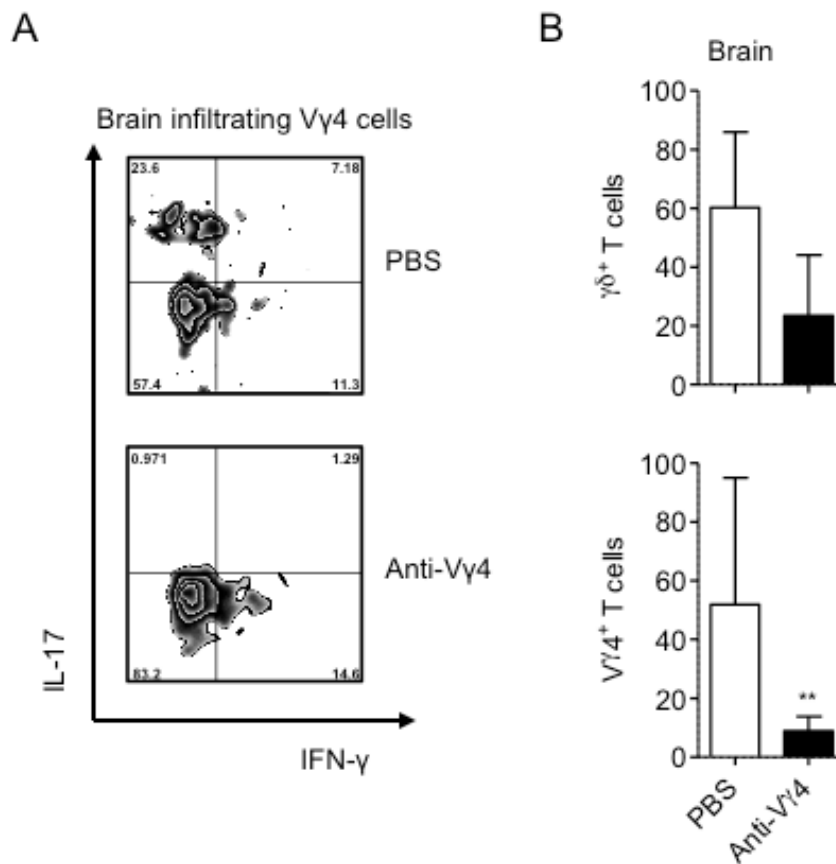 A
Brain infiltrating Vγ4 cells
23.6 7.18
57.4 11.3
PBS
0.971 1.29
83.2 14.6
Anti-Vγ4
IL-17
IFN-γ
B
Brain
γδ+ T cells
100
80
60
40
20
0
Vγ4+ T cells
100
80
60
40
20
0
**
PBS
Anti-Vγ4